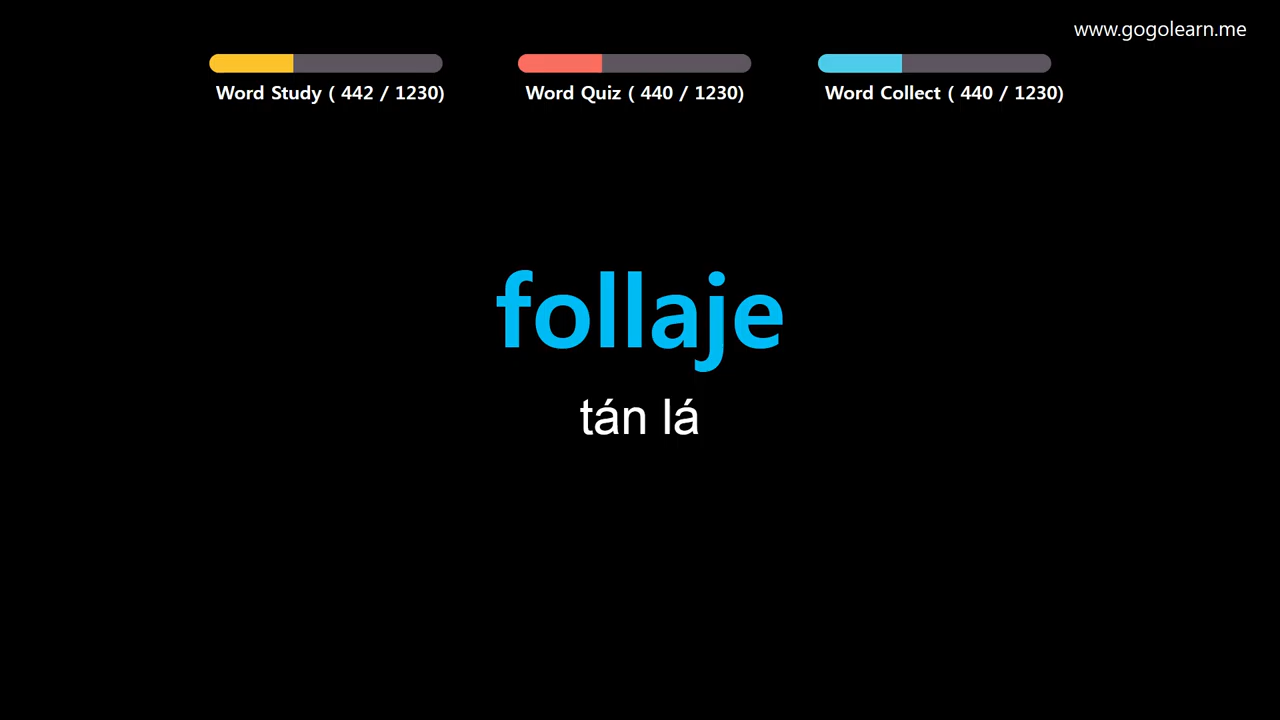 www.gogolearn.me
Word Study ( 442 / 1230)
Word Quiz ( 440 / 1230)
Word Collect ( 440 / 1230)
follaje
tán lá